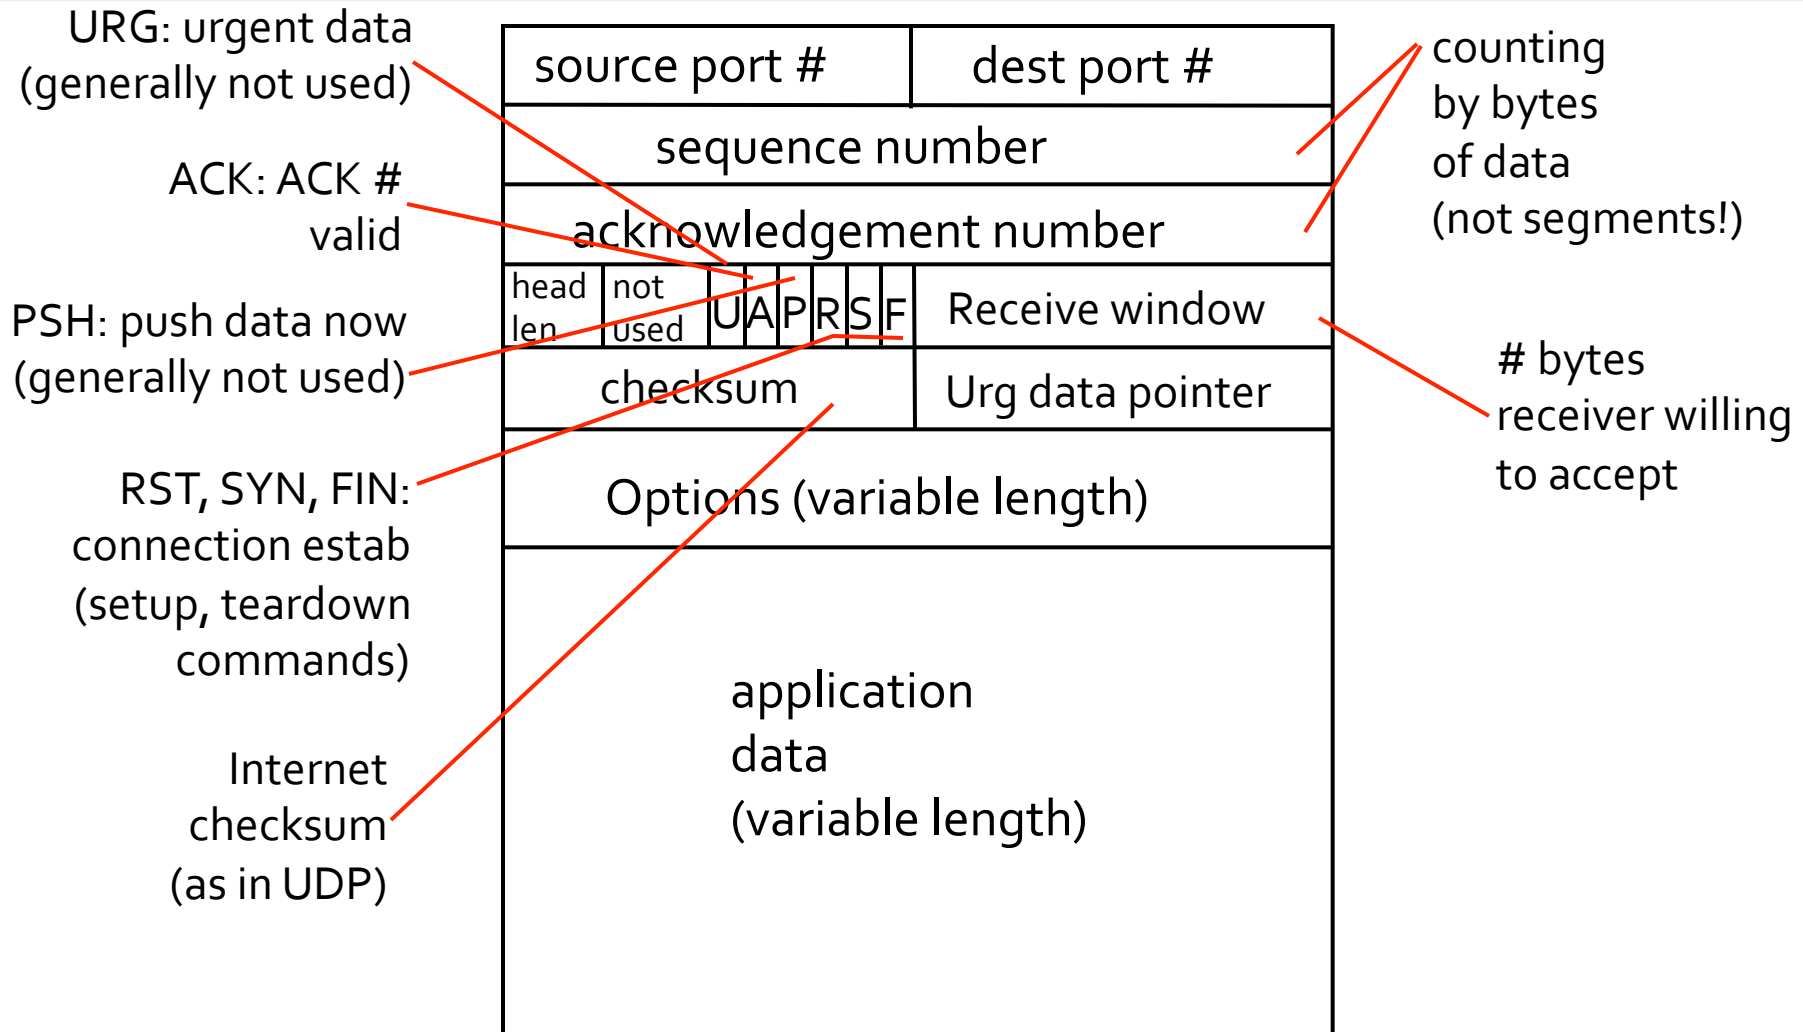 URG: urgent data
(generally not used)
ACK: ACK #
valid
PSH: push data now
(generally not used)
RST, SYN, FIN:
connection estab
(setup, teardown
commands)
Internet
checksum
(as in UDP)
source port #
dest port #
sequence number
acknowledgement number
head
len
not
used
U
A
P
R
S
F
Receive window
checksum
Urg data pointer
Options (variable length)
application
data
(variable length)
counting
by bytes
of data
(not segments!)
# bytes
receiver willing
to accept